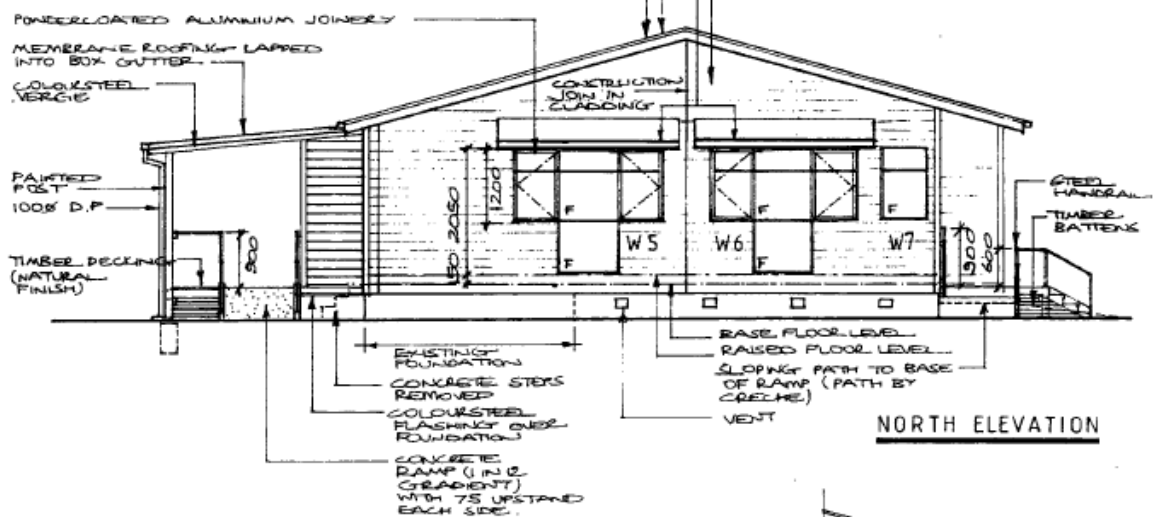 POWDERCOATED ALUMINIUM JOINERY
MEMBRANE ROOFING LAPPED
INTO BOX GUTTER
COLOURSTEEL
VERGE
CONSTRUCTION
JOIN IN
CLADDING
PAINTED
POST
100Ø D.P
TIMBER DECKING
(NATURAL
FINISH)
900
150 2050
1200
F
F
W5
W6
F
F
W7
F
900
600
STEEL
HANDRAIL
TIMBER
BATTENS
BASE FLOOR LEVEL
RAISED FLOOR LEVEL
SLOPING PATH TO BASE
OF RAMP (PATH BY
CRECHE)
VENT
EXISTING
FOUNDATION
CONCRETE STEPS
REMOVED
COLOURSTEEL
FLASHING OVER
FOUNDATION
CONCRETE
RAMP (1 IN 12
GRADIENT)
WITH 75 UPSTAND
EACH SIDE.
NORTH ELEVATION